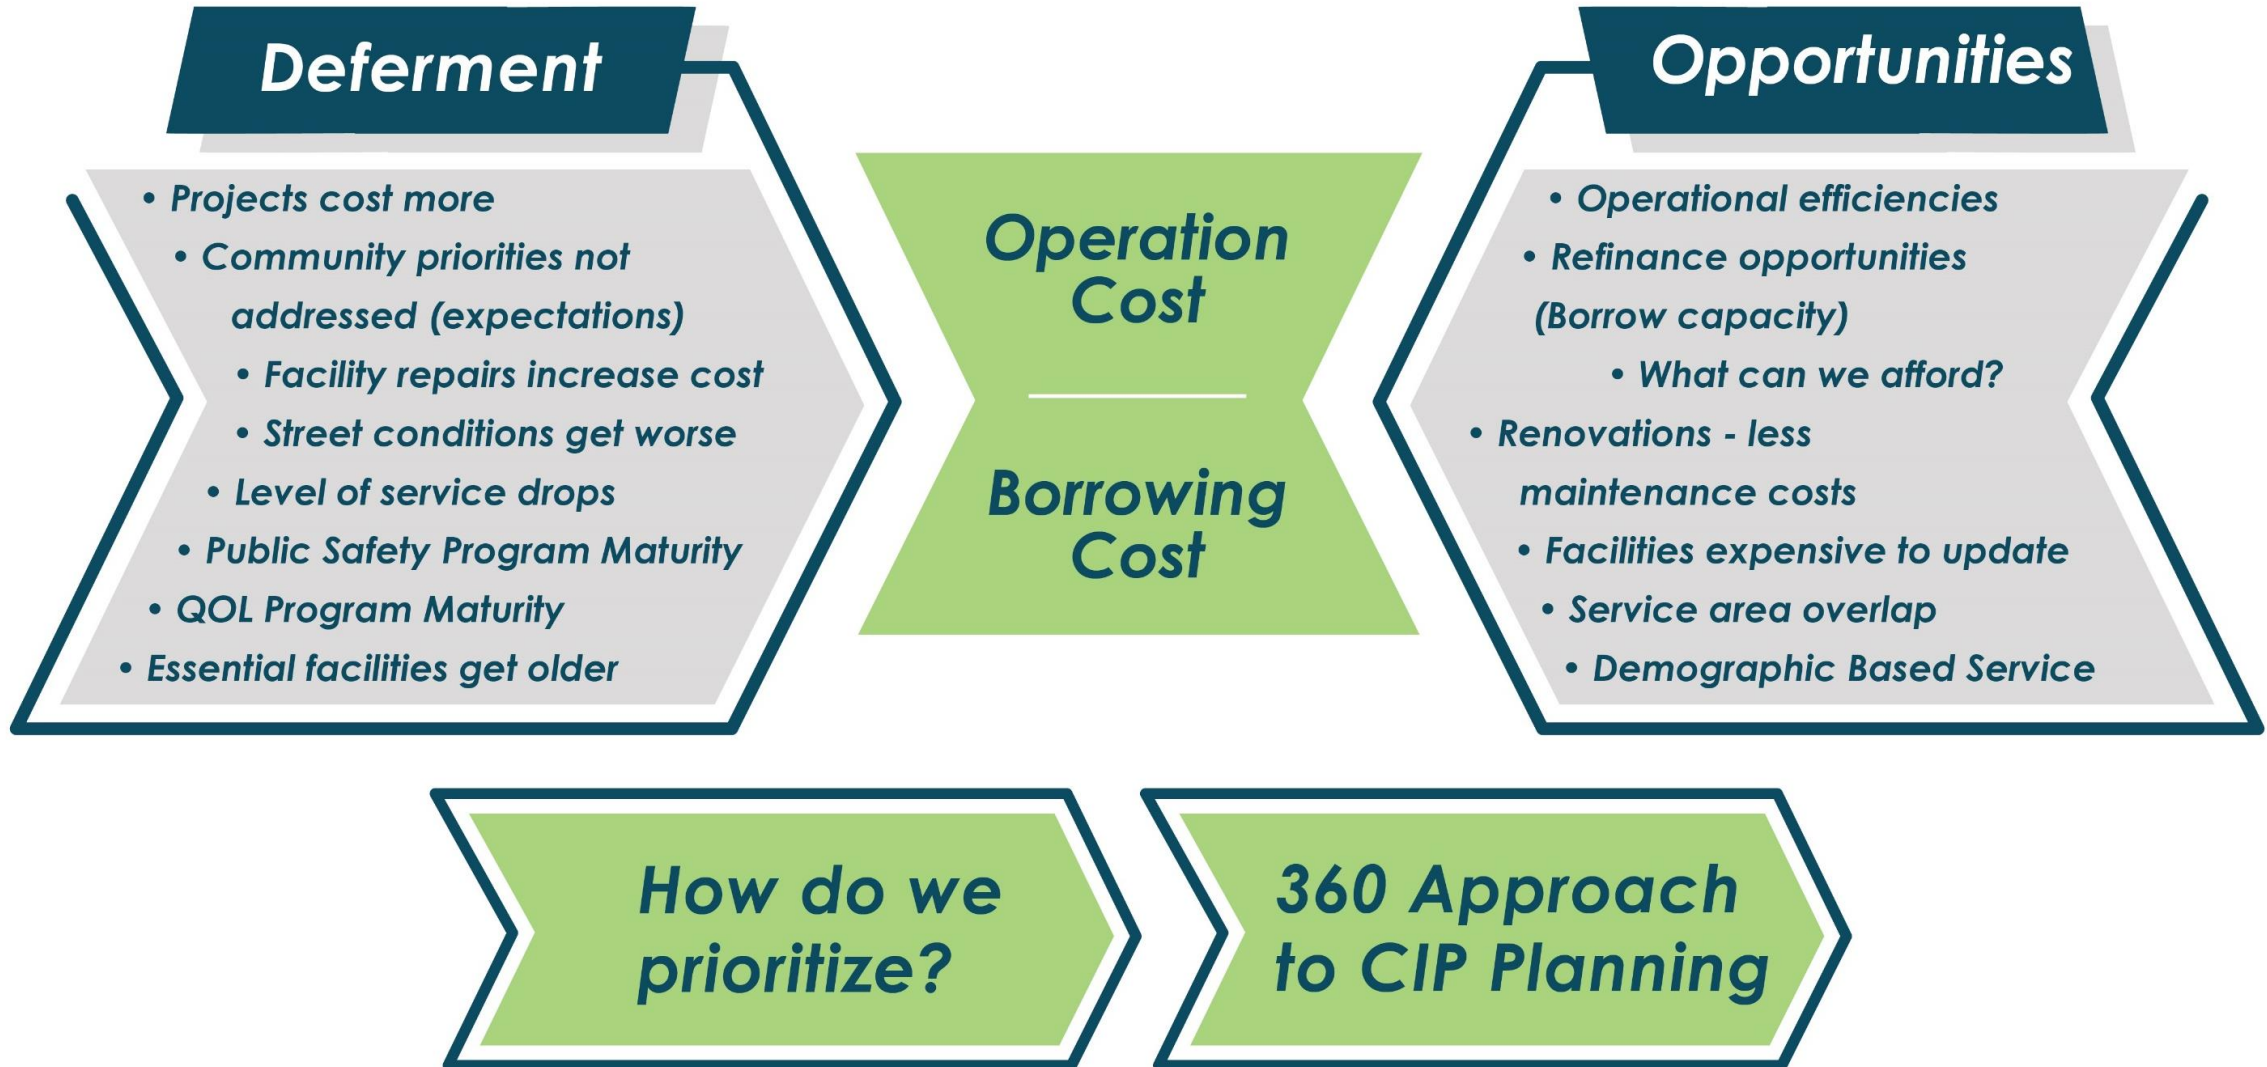 Deferment
• Projects cost more
• Community priorities not
addressed (expectations)
• Facility repairs increase cost
• Street conditions get worse
• Level of service drops
• Public Safety Program Maturity
• QOL Program Maturity
• Essential facilities get older
Operation
Cost
Borrowing
Cost
Opportunities
• Operational efficiencies
• Refinance opportunities
(Borrow capacity)
• What can we afford?
• Renovations - less
maintenance costs
• Facilities expensive to update
• Service area overlap
• Demographic Based Service
How do we
prioritize?
360 Approach
to CIP Planning